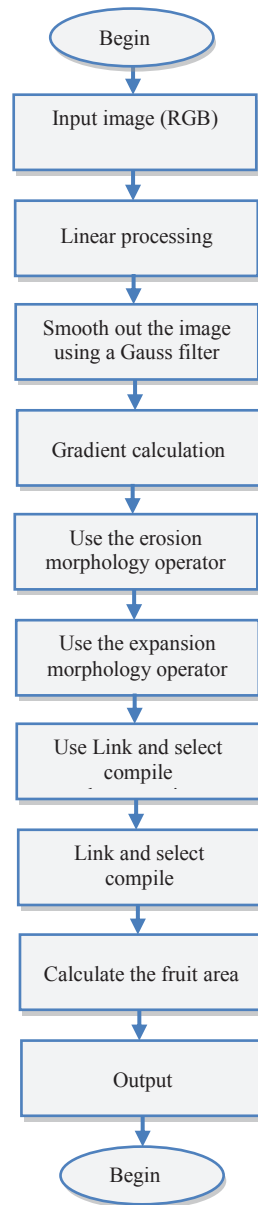 Begin
Input image (RGB)
Linear processing
Smooth out the image
using a Gauss filter
Gradient calculation
Use the erosion
morphology operator
Use the expansion
morphology operator
Use Link and select
compile
Link and select
compile
Calculate the fruit area
Output
Begin